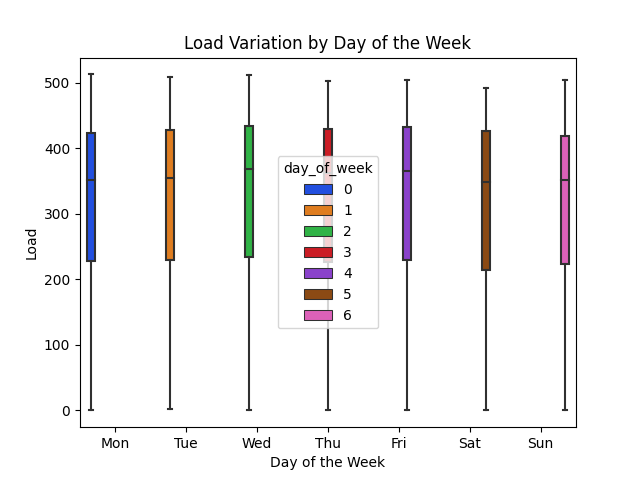 Load Variation by Day of the Week
500
400
300
200
100
0
Load
day_of_week
0
1
2
3
4
5
6
Mon Tue Wed Thu Fri Sat Sun
Day of the Week